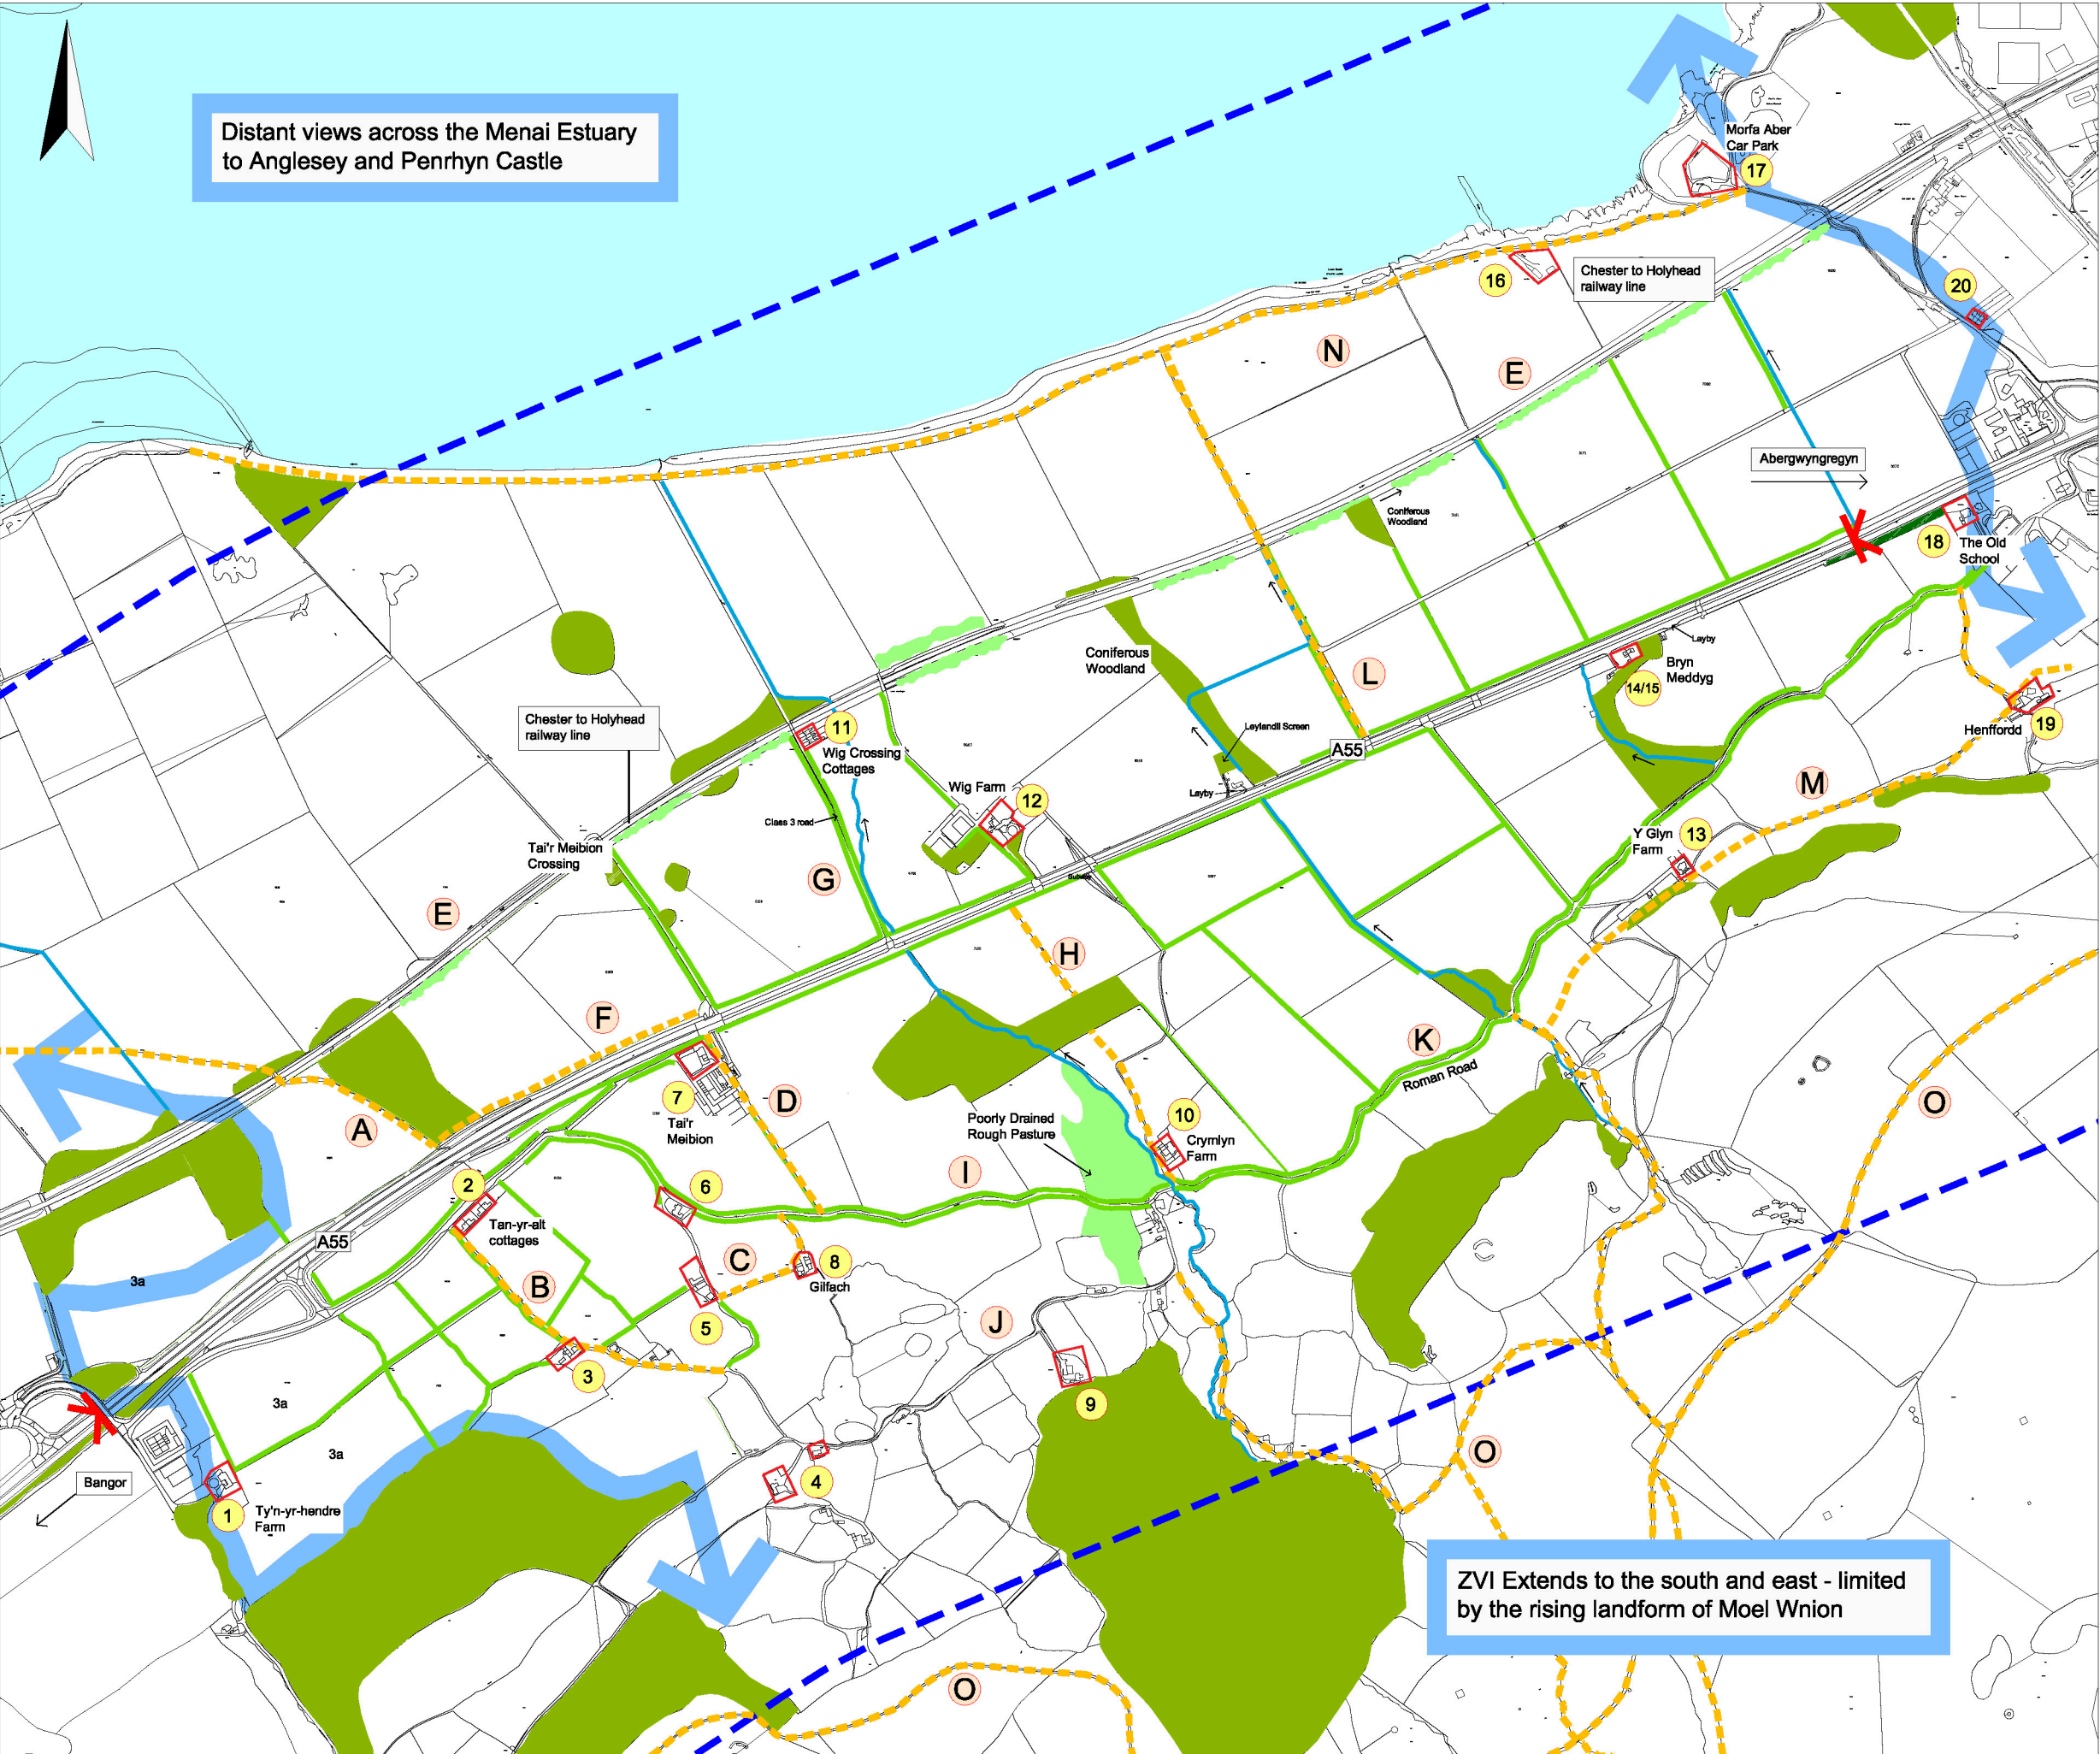 Distant views across the Menai Estuary
to Anglesey and Penrhyn Castle
Morfa Aber
Car Park
17
16
Chester to Holyhead
railway line
20
N
E
Abergwyngregyn
Coniferous
Woodland
18
The Old
School
Coniferous
Woodland
L
Layby
Bryn
Meddyg
14/15
Chester to Holyhead
railway line
11
Wig Crossing
Cottages
Leylandii Screen
A55
Henffordd
19
Wig Farm
12
Layby
M
Class 3 road
Tai'r Meibion
Crossing
Y Glyn
Farm
13
G
Subway
E
H
F
K
Roman Road
7
Tai'r
Meibion
D
A
Poorly Drained
Rough Pasture
10
Crymlyn
Farm
O
I
2
6
Tan-yr-alt
cottages
A55
3a
B
C
8
Gilfach
5
J
3
9
3a
3a
O
4
Bangor
1
Ty'n-yr-hendre
Farm
ZVI Extends to the south and east - limited
by the rising landform of Moel Wnion
O